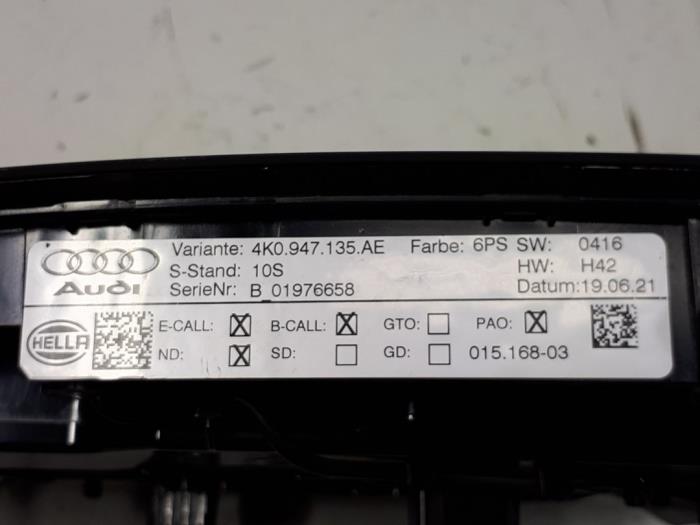 Variante: 4K0.947.135.AE Farbe: 6PS SW: 0416
S-Stand: 10S HW: H42
Audi SerieNr: B_01976658 Datum:19.06.21
E-CALL: B-CALL: GTO: PAO:
HELLA
ND: SD: GD: 015.168-03